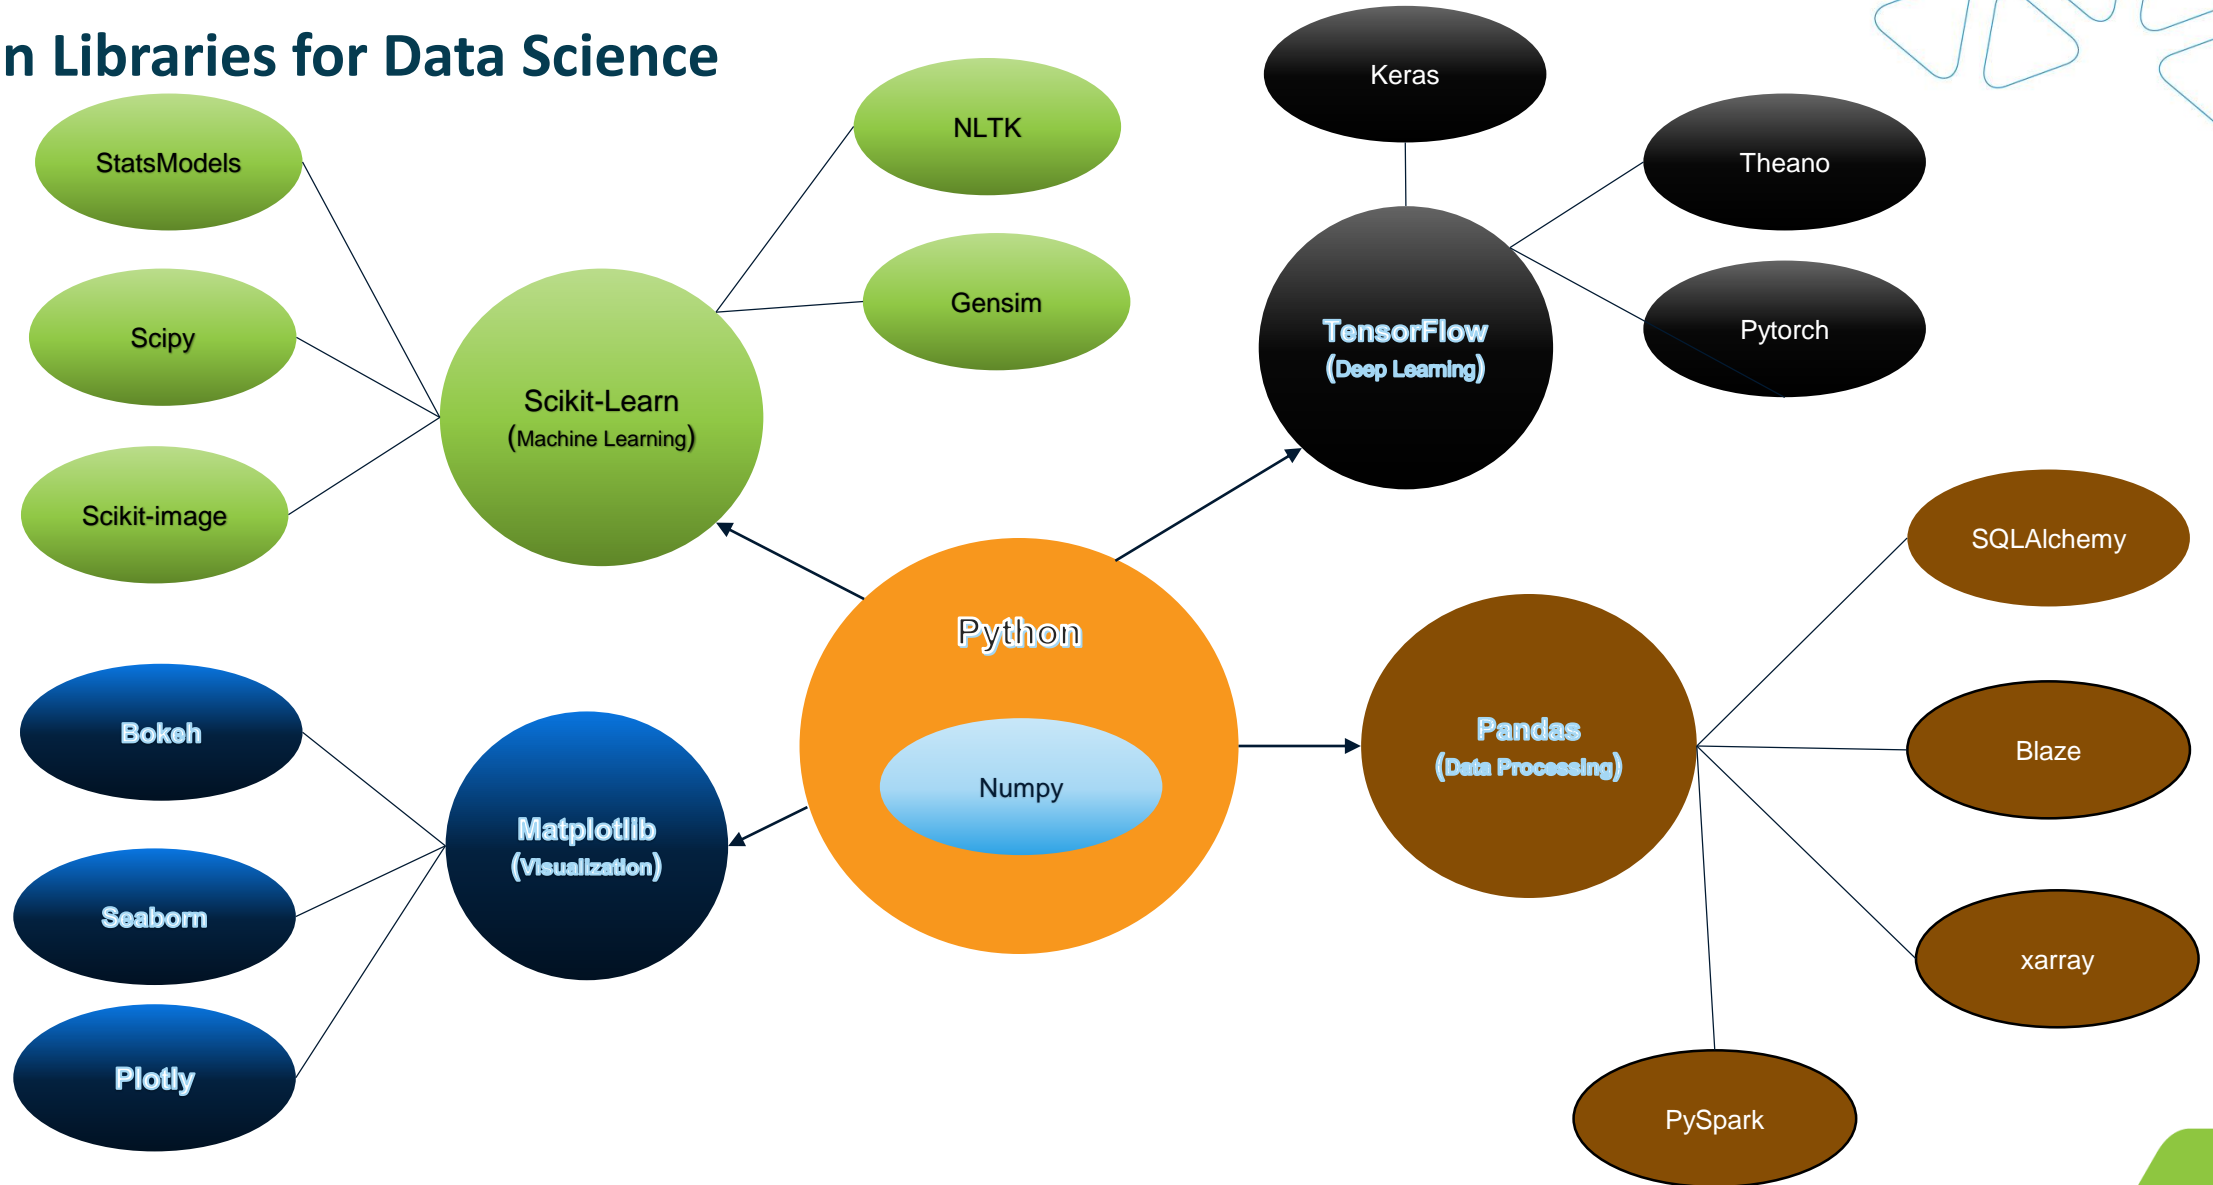 n Libraries for Data Science
StatsModels
NLTK
Keras
Theano
Scipy
Gensim
TensorFlow
(Deep Learning)
Pytorch
Scikit-Learn
(Machine Learning)
Scikit-image
SQLAlchemy
Python
Numpy
Pandas
(Data Processing)
Blaze
Bokeh
Matplotlib
(Visualization)
Seaborn
xarray
Plotly
PySpark